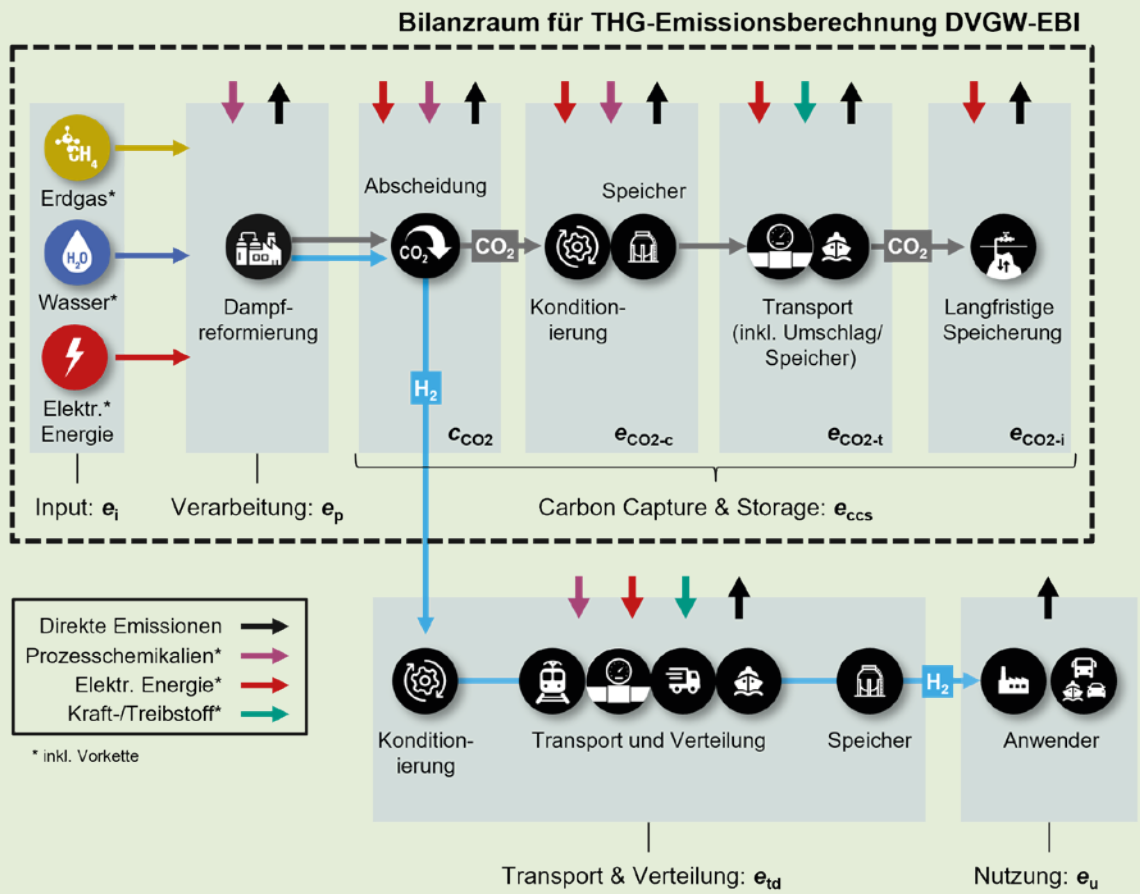 Bilanzraum für THG-Emissionsberechnung DVGW-EBI
CH4
Erdgas*
H2O
Wasser*
Elektr.*
Energie
Dampf-
reformierung
Abscheidung
CO2
CO2
Speicher
Kondition-
ierung
Transport
(inkl. Umschlag/
Speicher)
CO2
Langfristige
Speicherung
H2
cCO2
eCO2-c
eCO2-t
eCO2-i
Input: ei
Verarbeitung: ep
Carbon Capture & Storage: eccs
Direkte Emissionen
Prozesschemikalien*
Elektr. Energie*
Kraft-/Treibstoff*
* inkl. Vorkette
Kondition-
ierung
Transport und Verteilung
Speicher
H2
Anwender
Transport & Verteilung: etd
Nutzung: eu